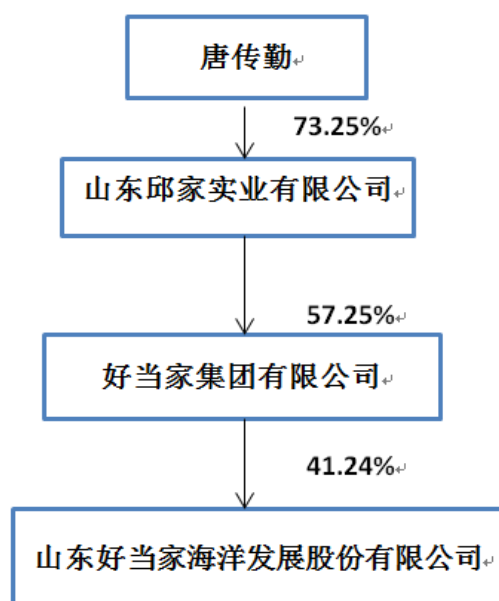 唐传勤
73.25%
山东邱家实业有限公司
57.25%
好当家集团有限公司
41.24%
山东好当家海洋发展股份有限公司